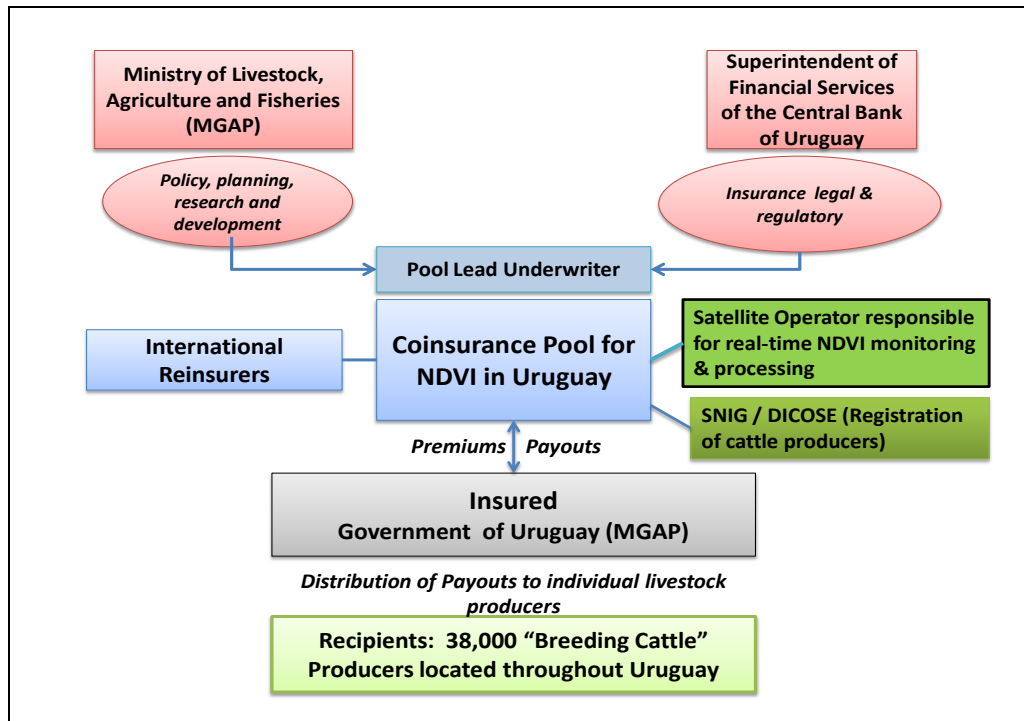 Ministry of Livestock,
Agriculture and Fisheries
(MGAP)
Superintendent of
Financial Services
of the Central Bank
of Uruguay
Policy, planning,
research and
development
Insurance legal &
regulatory
Pool Lead Underwriter
International
Reinsurers
Coinsurance Pool for
NDVI in Uruguay
Satellite Operator responsible
for real-time NDVI monitoring
& processing
SNIG / DICOSE (Registration
of cattle producers)
Premiums Payouts
Insured
Government of Uruguay (MGAP)
Distribution of Payouts to individual livestock
producers
Recipients: 38,000 “Breeding Cattle”
Producers located throughout Uruguay